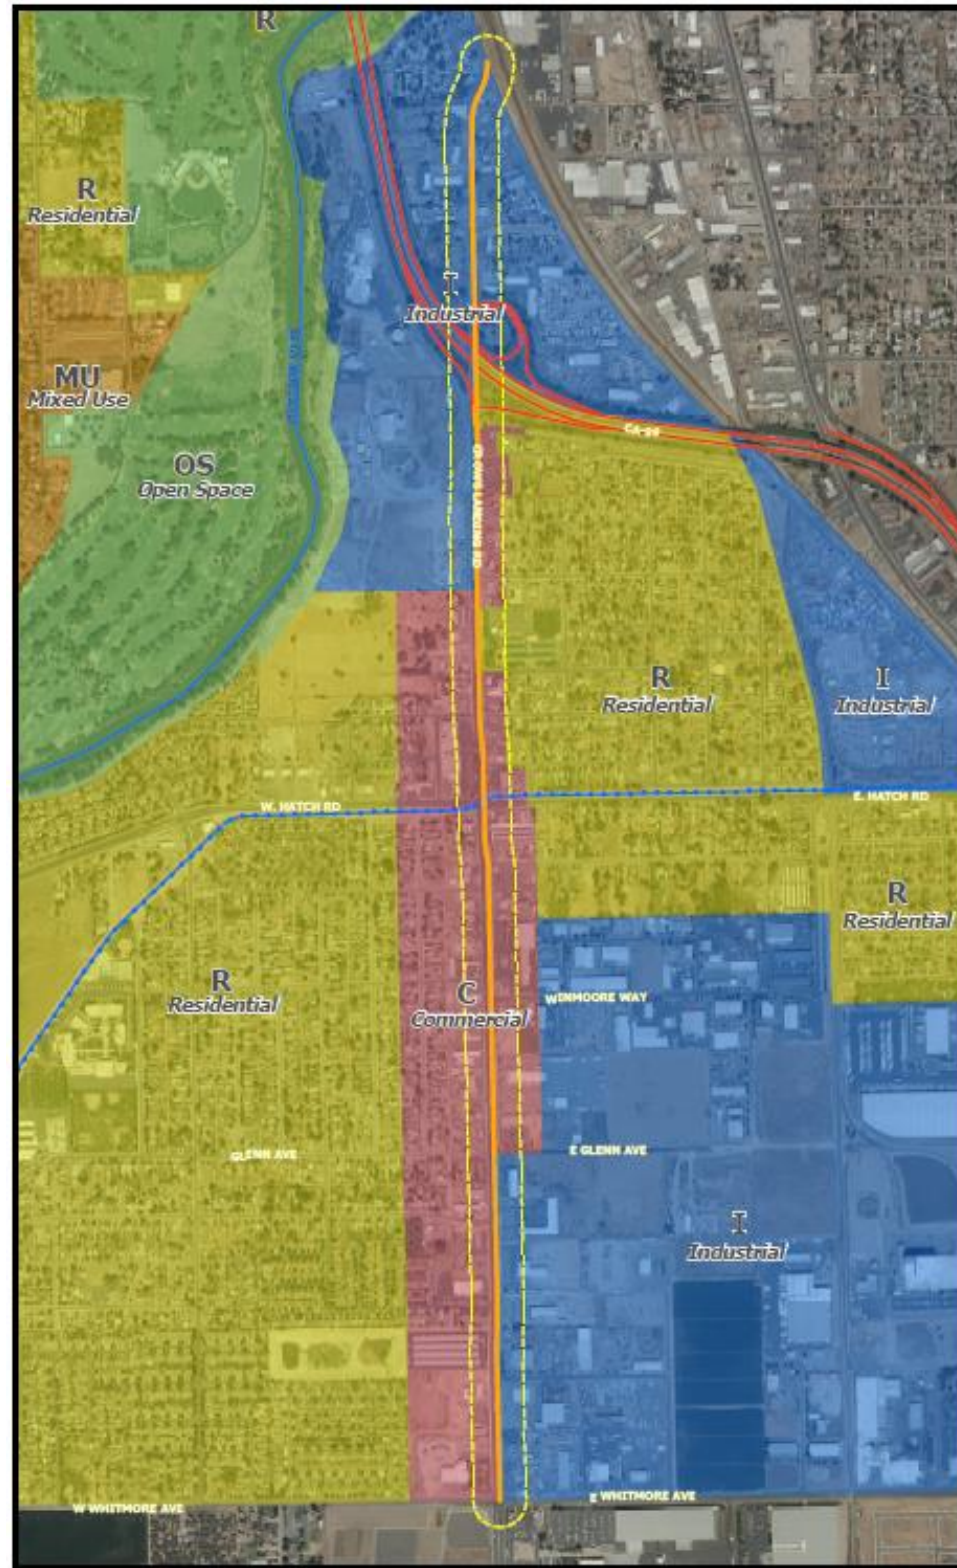 R
R
Residential
I
Industrial
MU
Mixed Use
CA-99
OS
Open Space
R
Residential
I
Industrial
W. HATCH RD
E. HATCH RD
R
Residential
R
Residential
C
Commercial
WINMOORE WAY
GLENN AVE
E GLENN AVE
I
Industrial
W WHITMORE AVE
E WHITMORE AVE